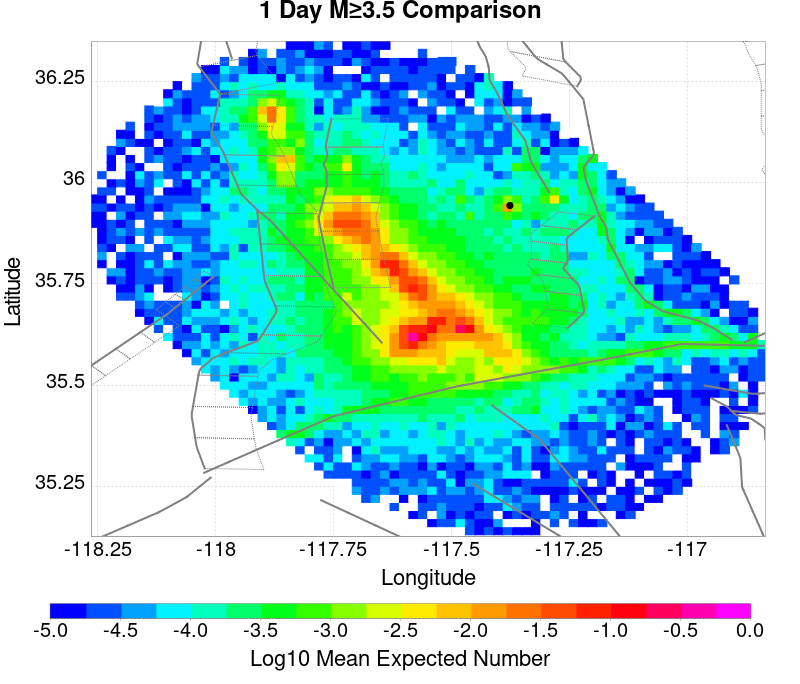 1 Day M≥3.5 Comparison
36.25
36
35.75
35.5
35.25
Latitude
-118.25 -118 -117.75 -117.5 -117.25 -117
Longitude
-5.0 -4.5 -4.0 -3.5 -3.0 -2.5 -2.0 -1.5 -1.0 -0.5 0.0
Log10 Mean Expected Number